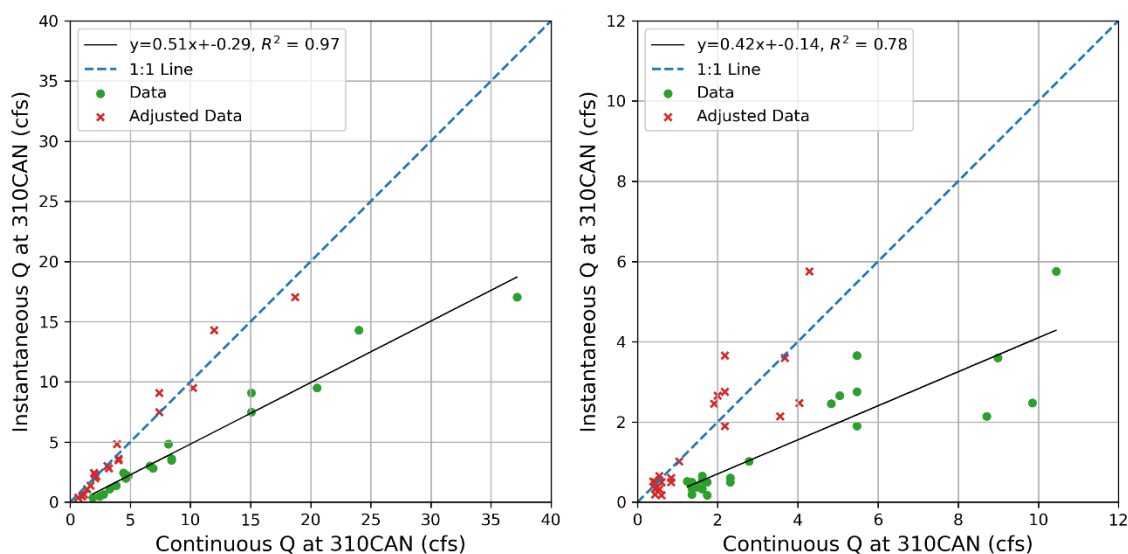 40
35
30
25
20
15
10
5
0
Instantaneous Q at 310CAN (cfs)
y=0.51x+-0.29, R² = 0.97
1:1 Line
Data
Adjusted Data
0 5 10 15 20 25 30 35 40
Continuous Q at 310CAN (cfs)
12
10
8
6
4
2
0
Instantaneous Q at 310CAN (cfs)
y=0.42x+-0.14, R² = 0.78
1:1 Line
Data
Adjusted Data
0 2 4 6 8 10 12
Continuous Q at 310CAN (cfs)